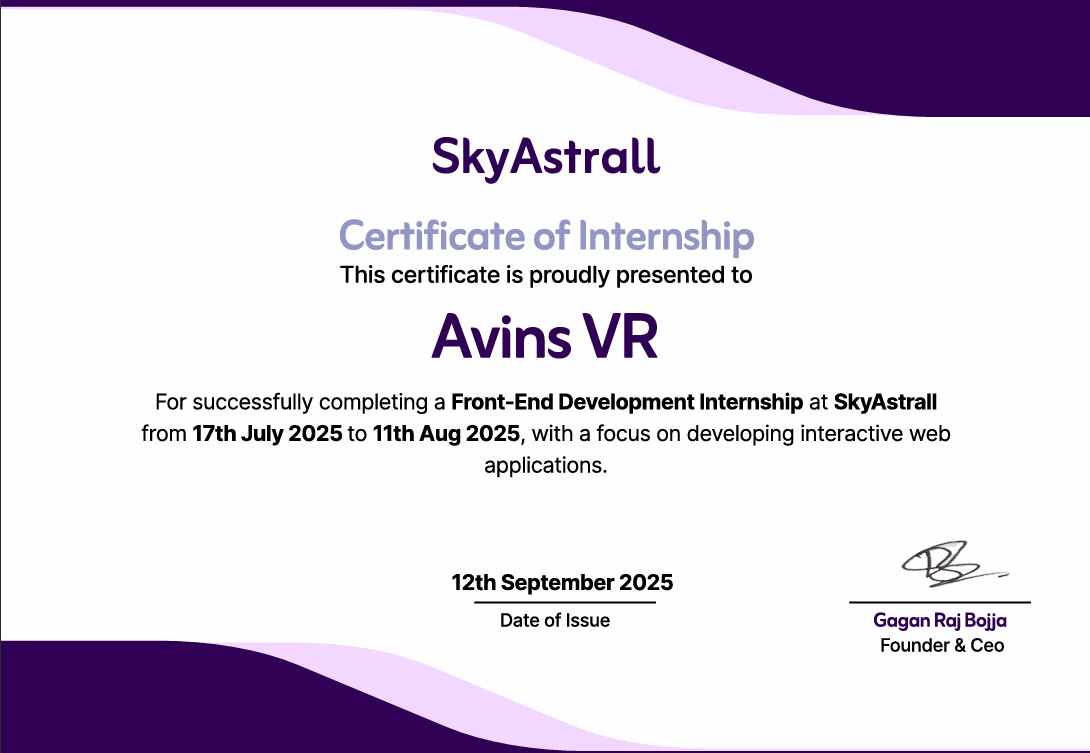 SkyAstrall
Certificate of Internship
This certificate is proudly presented to
Avins VR
For successfully completing a Front-End Development Internship at SkyAstrall
from 17th July 2025 to 11th Aug 2025, with a focus on developing interactive web
applications.
12th September 2025
Date of Issue
Gagan Raj Bojja
Founder & Ceo